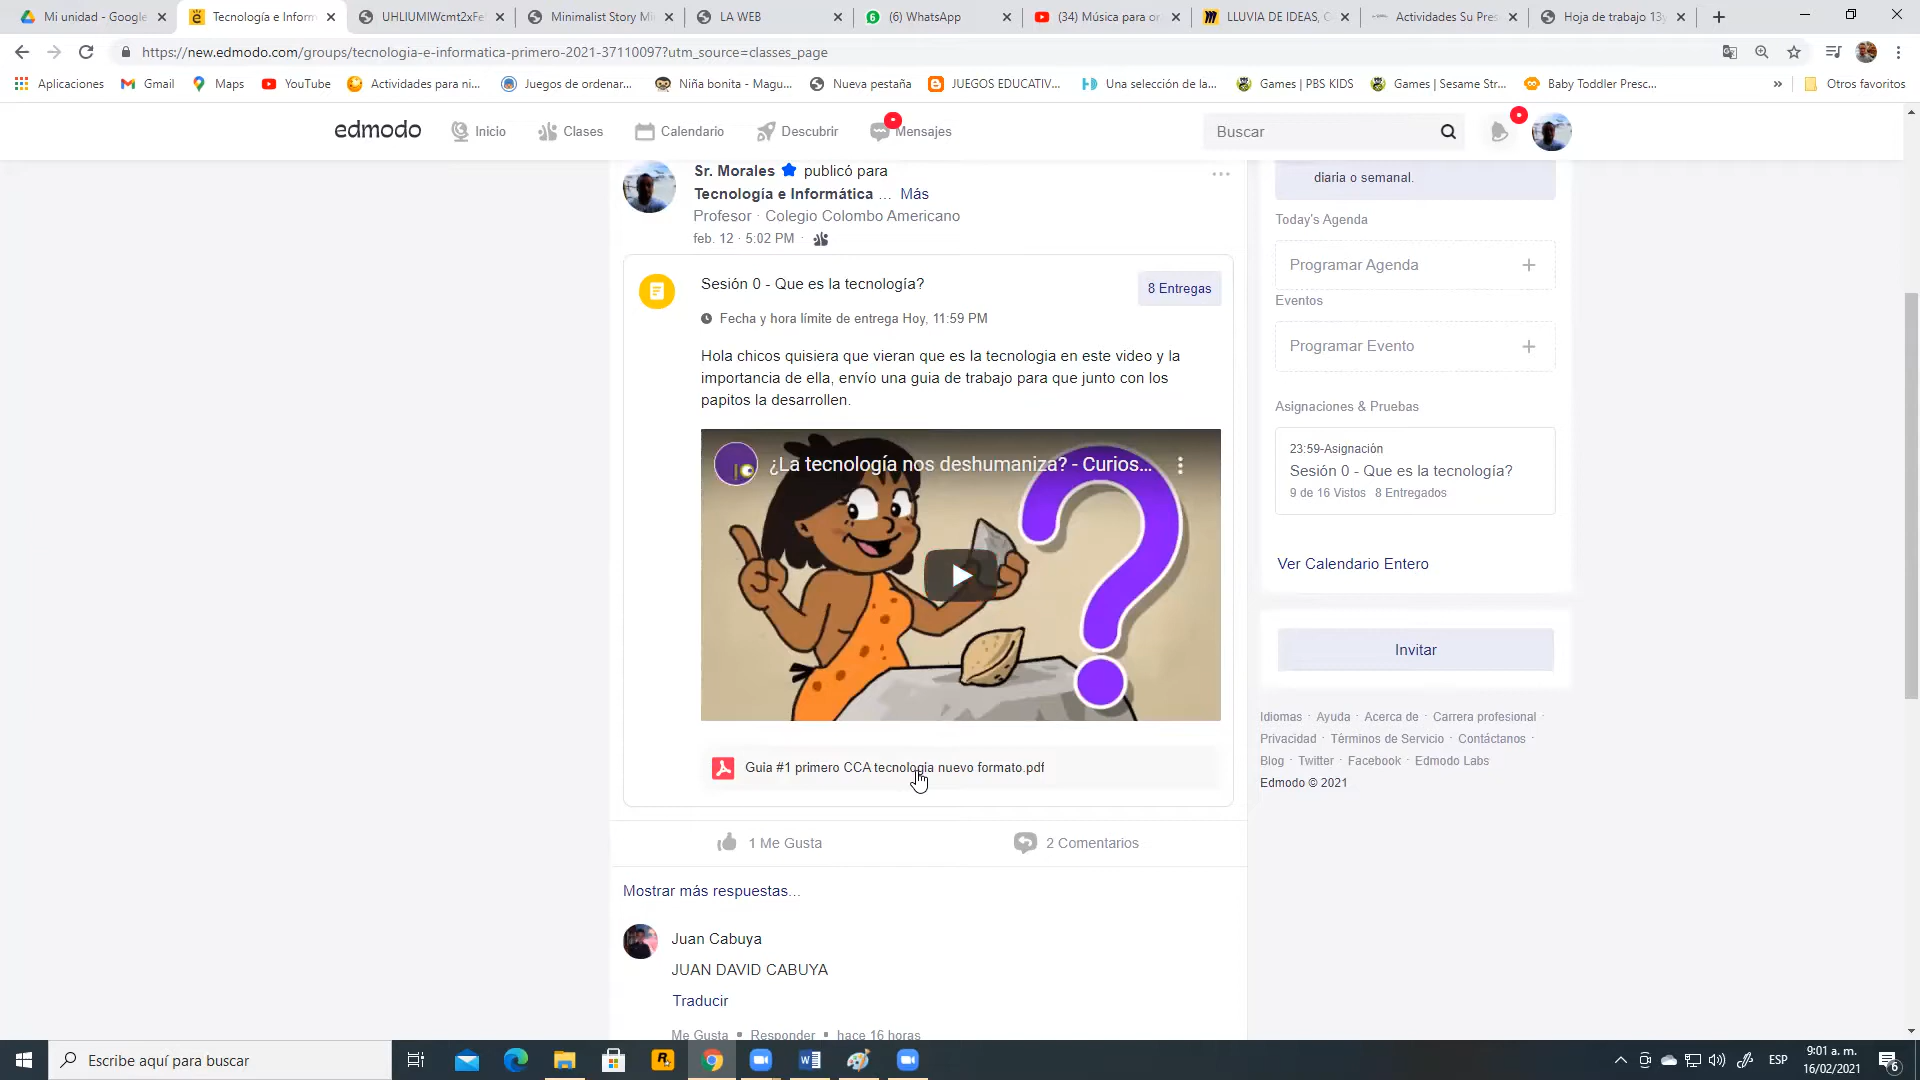 Mi unidad - Google
Tecnología e Inform
UHLIUMIWcmt2xFe
Minimalist Story Mi
LA WEB
(6) WhatsApp
(34) Música para or
LLUVIA DE IDEAS, C
Actividades Su Pres
Hoja de trabajo 13y
https://new.edmodo.com/groups/tecnologia-e-informatica-primero-2021-37110097?utm_source=classes_page
Aplicaciones
Gmail
Maps
YouTube
Actividades para ni...
Juegos de ordenar...
Niña bonita - Magu...
Nueva pestaña
JUEGOS EDUCATIV...
Una selección de la...
Games | PBS KIDS
Games | Sesame Str...
Baby Toddler Presc...
»
Otros favoritos
edmodo
Inicio
Clases
Calendario
Descubrir
Mensajes
Buscar
Sr. Morales publicó para
Tecnología e Informática ... Más
Profesor · Colegio Colombo Americano
feb. 12 · 5:02 PM ·
Sesión 0 - Que es la tecnología?
8 Entregas
Fecha y hora límite de entrega Hoy, 11:59 PM
Hola chicos quisiera que vieran que es la tecnologia en este video y la
importancia de ella, envío una guia de trabajo para que junto con los
papitos la desarrollen.
¿La tecnología nos deshumaniza? - Curios...
Guia #1 primero CCA tecnologia nuevo formato.pdf
1 Me Gusta
2 Comentarios
Mostrar más respuestas...
Juan Cabuya
JUAN DAVID CABUYA
Traducir
Me Gusta · Responder · hace 16 horas
diaria o semanal.
Today's Agenda
Programar Agenda +
Eventos
Programar Evento +
Asignaciones & Pruebas
23:59-Asignación
Sesión 0 - Que es la tecnología?
9 de 16 Vistos 8 Entregados
Ver Calendario Entero
Invitar
Idiomas · Ayuda · Acerca de · Carrera profesional ·
Privacidad · Términos de Servicio · Contáctanos ·
Blog · Twitter · Facebook · Edmodo Labs
Edmodo © 2021
Escribe aquí para buscar
ESP
9:01 a. m.
16/02/2021
6